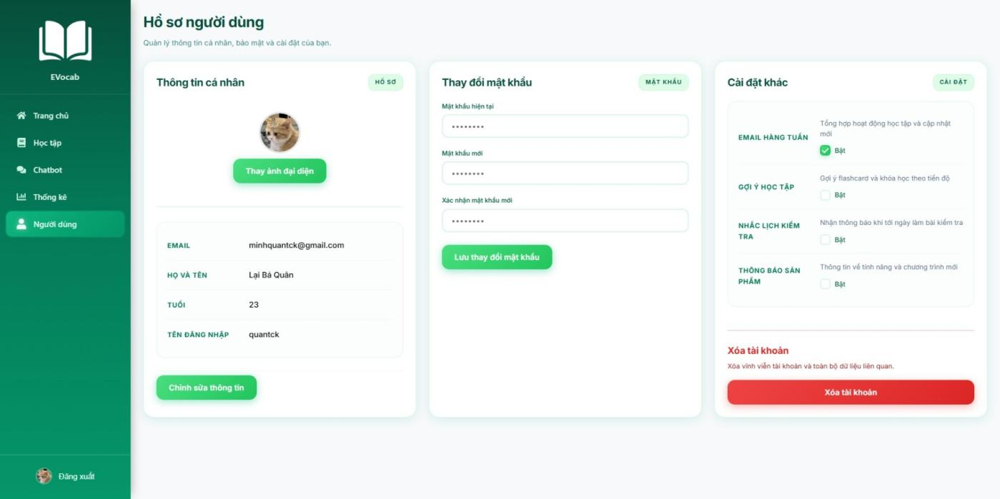 EVocab
Trang chủ
Học tập
Chatbot
Thống kê
Người dùng
Đăng xuất
Hồ sơ người dùng
Quản lý thông tin cá nhân, bảo mật và cài đặt của bạn.
Thông tin cá nhân
HỒ SƠ
Thay ảnh đại diện
EMAIL minhquantck@gmail.com
HỌ VÀ TÊN Lại Bá Quân
TUỔI 23
TÊN ĐĂNG NHẬP quantck
Chỉnh sửa thông tin
Thay đổi mật khẩu
MẬT KHẨU
Mật khẩu hiện tại
••••••••
Mật khẩu mới
••••••••
Xác nhận mật khẩu mới
••••••••
Lưu thay đổi mật khẩu
Cài đặt khác
CÀI ĐẶT
EMAIL HÀNG TUẦN
Tổng hợp hoạt động học tập và cập nhật
mới
Bật
GỢI Ý HỌC TẬP
Gợi ý flashcard và khóa học theo tiến độ
Bật
NHẮC LỊCH KIỂM
TRA
Nhận thông báo khi tới ngày làm bài kiểm tra
Bật
THÔNG BÁO SẢN
PHẨM
Thông tin về tính năng và chương trình mới
Bật
Xóa tài khoản
Xóa vĩnh viễn tài khoản và toàn bộ dữ liệu liên quan.
Xóa tài khoản